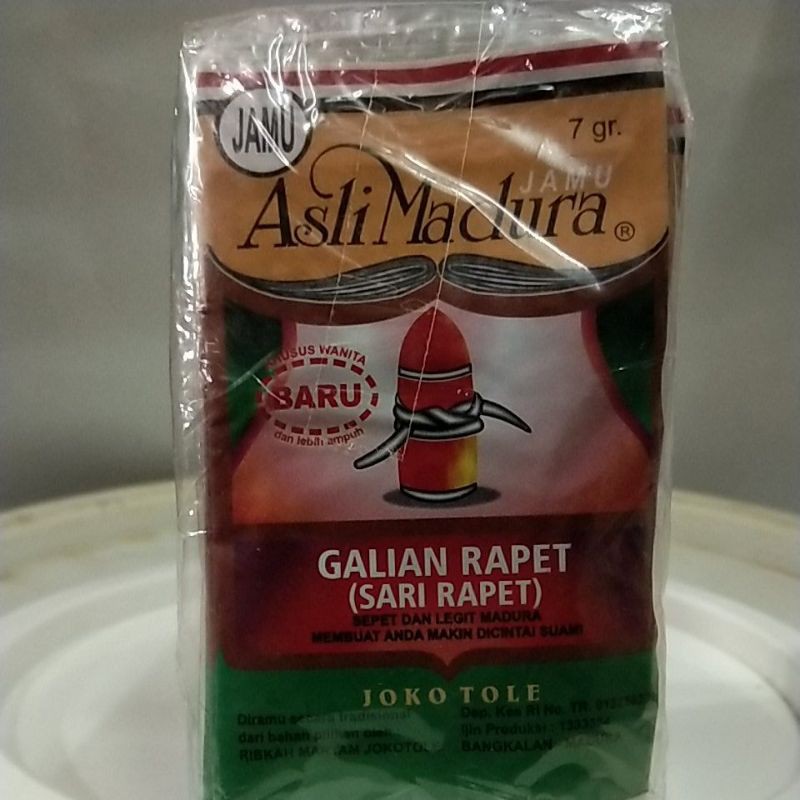 JAMU
7 gr.
JAMU
Asli Madura ®
KHUSUS WANITA
BARU
dan lebih ampuh
GALIAN RAPET
(SARI RAPET)
SEPET DAN LEGIT MADURA
MEMBUAT ANDA MAKIN DICINTAI SUAMI
JOKO TOLE
Diramu secara tradisional
dari bahan pilihan oleh
RIBKAH MARYAM JOKOTOLE
Dep. Kes RI No. TR.
Ijin Produksi :
BANGKALAN - MADURA